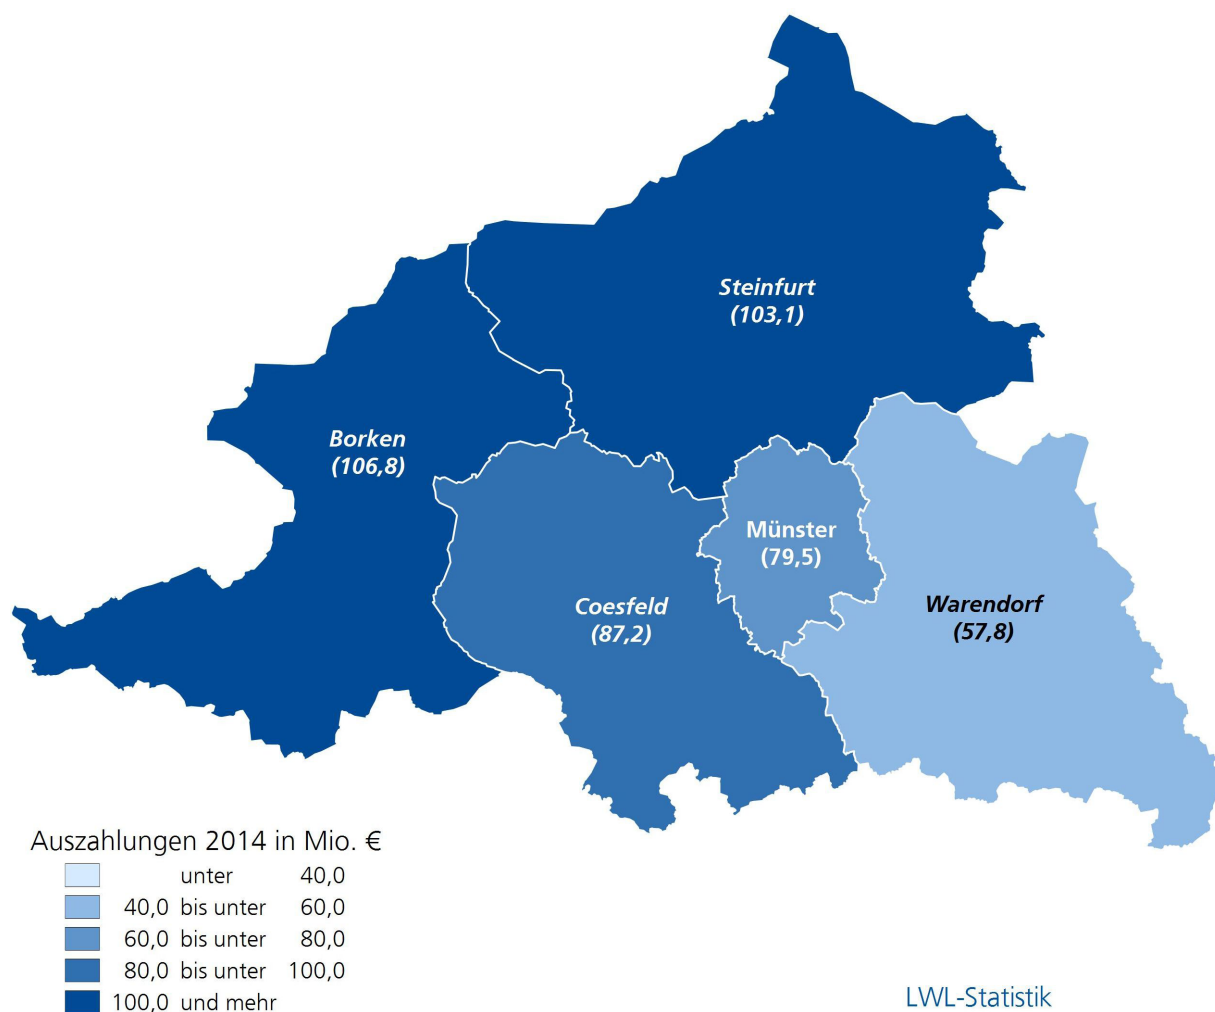 Steinfurt
(103,1)
Borken
(106,8)
Münster
(79,5)
Coesfeld
(87,2)
Warendorf
(57,8)
Auszahlungen 2014 in Mio. €
unter 40,0
40,0 bis unter 60,0
60,0 bis unter 80,0
80,0 bis unter 100,0
100,0 und mehr
LWL-Statistik